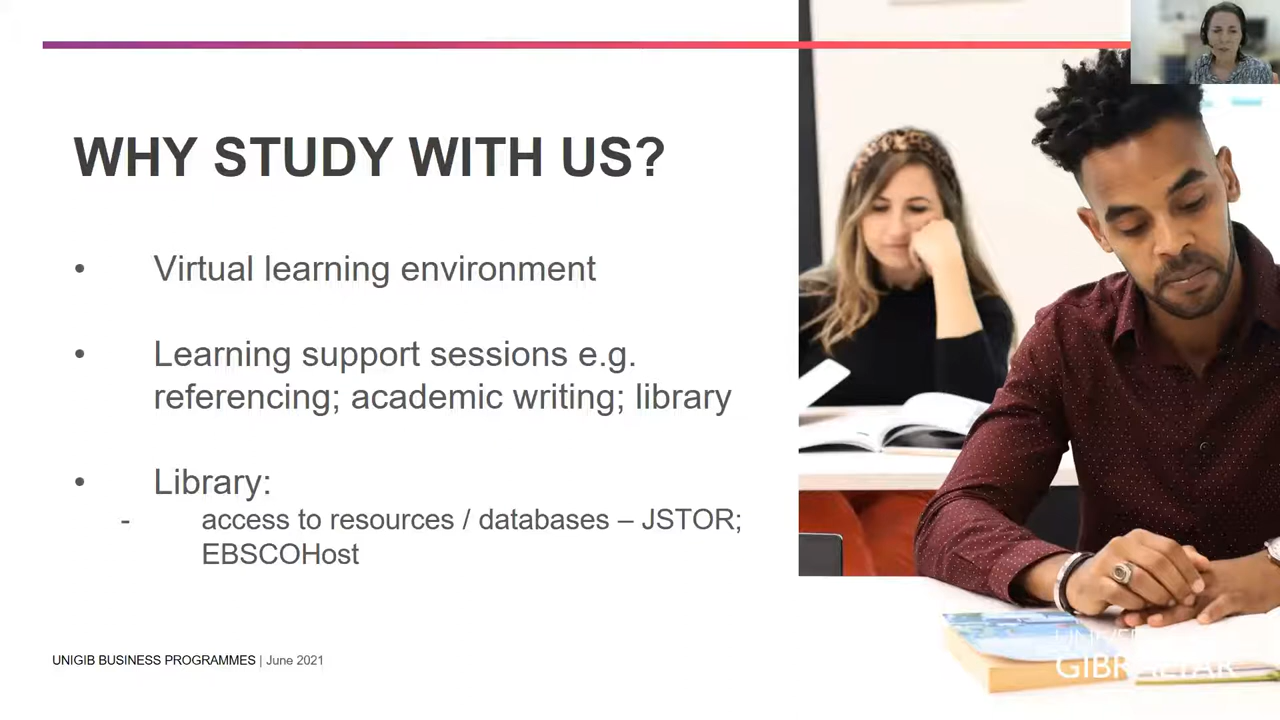 WHY STUDY WITH US?
• Virtual learning environment
• Learning support sessions e.g.
referencing; academic writing; library
• Library:
- access to resources / databases – JSTOR;
EBSCOHost
UNIGIB BUSINESS PROGRAMMES | June 2021
GIBRALTAR